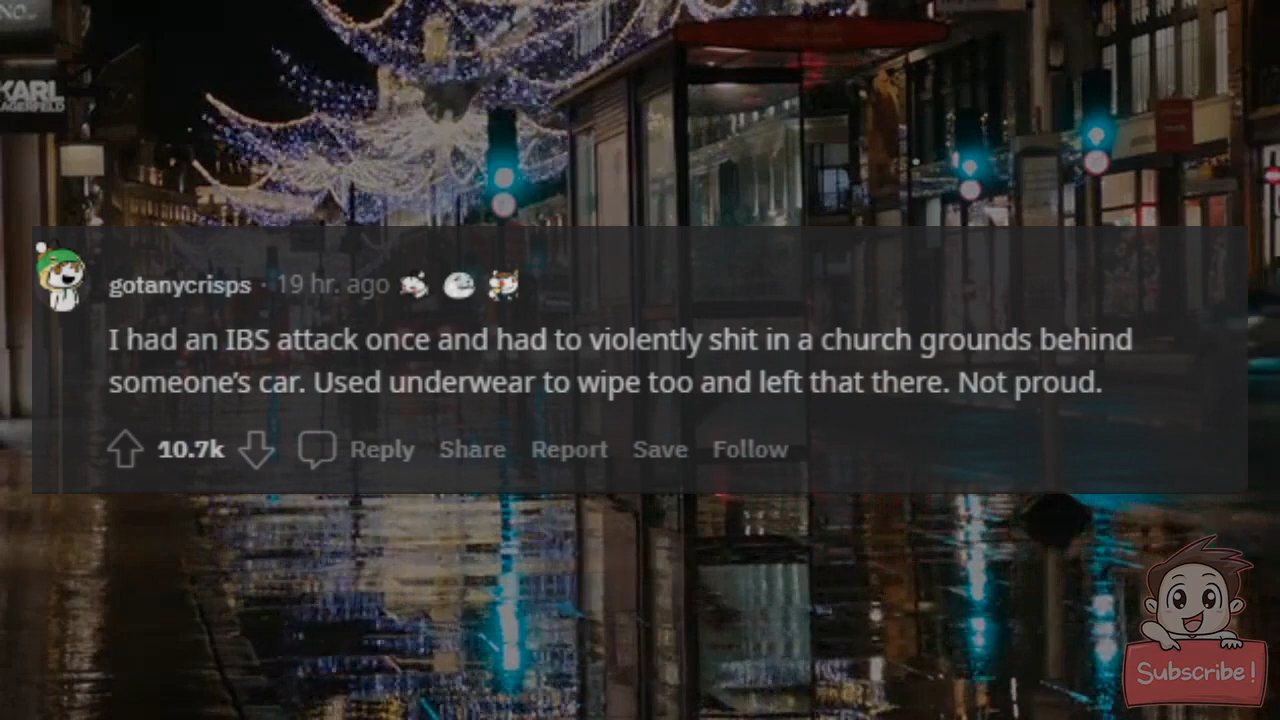 NO...
KARL
LAGERFELD
gotanycrisps · 19 hr. ago
I had an IBS attack once and had to violently shit in a church grounds behind
someone's car. Used underwear to wipe too and left that there. Not proud.
10.7k Reply Share Report Save Follow
Subscribe!